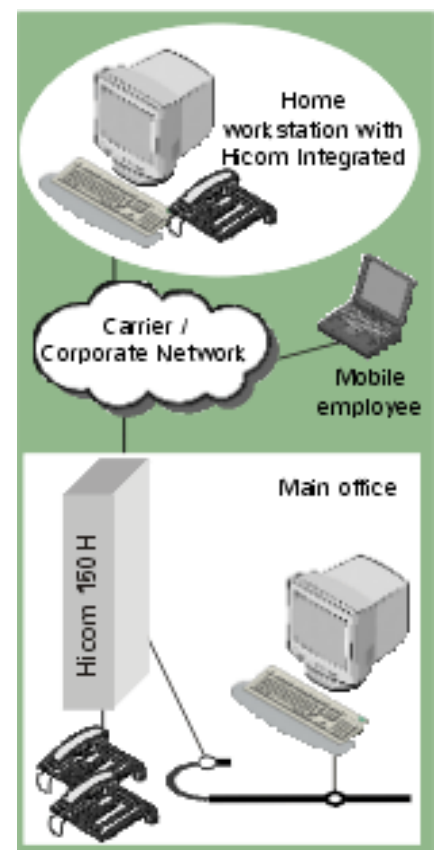 Home
workstation with
Hicom Integrated
Carrier /
Corporate Network
Mobile
employee
Main office
Hicom 150 H